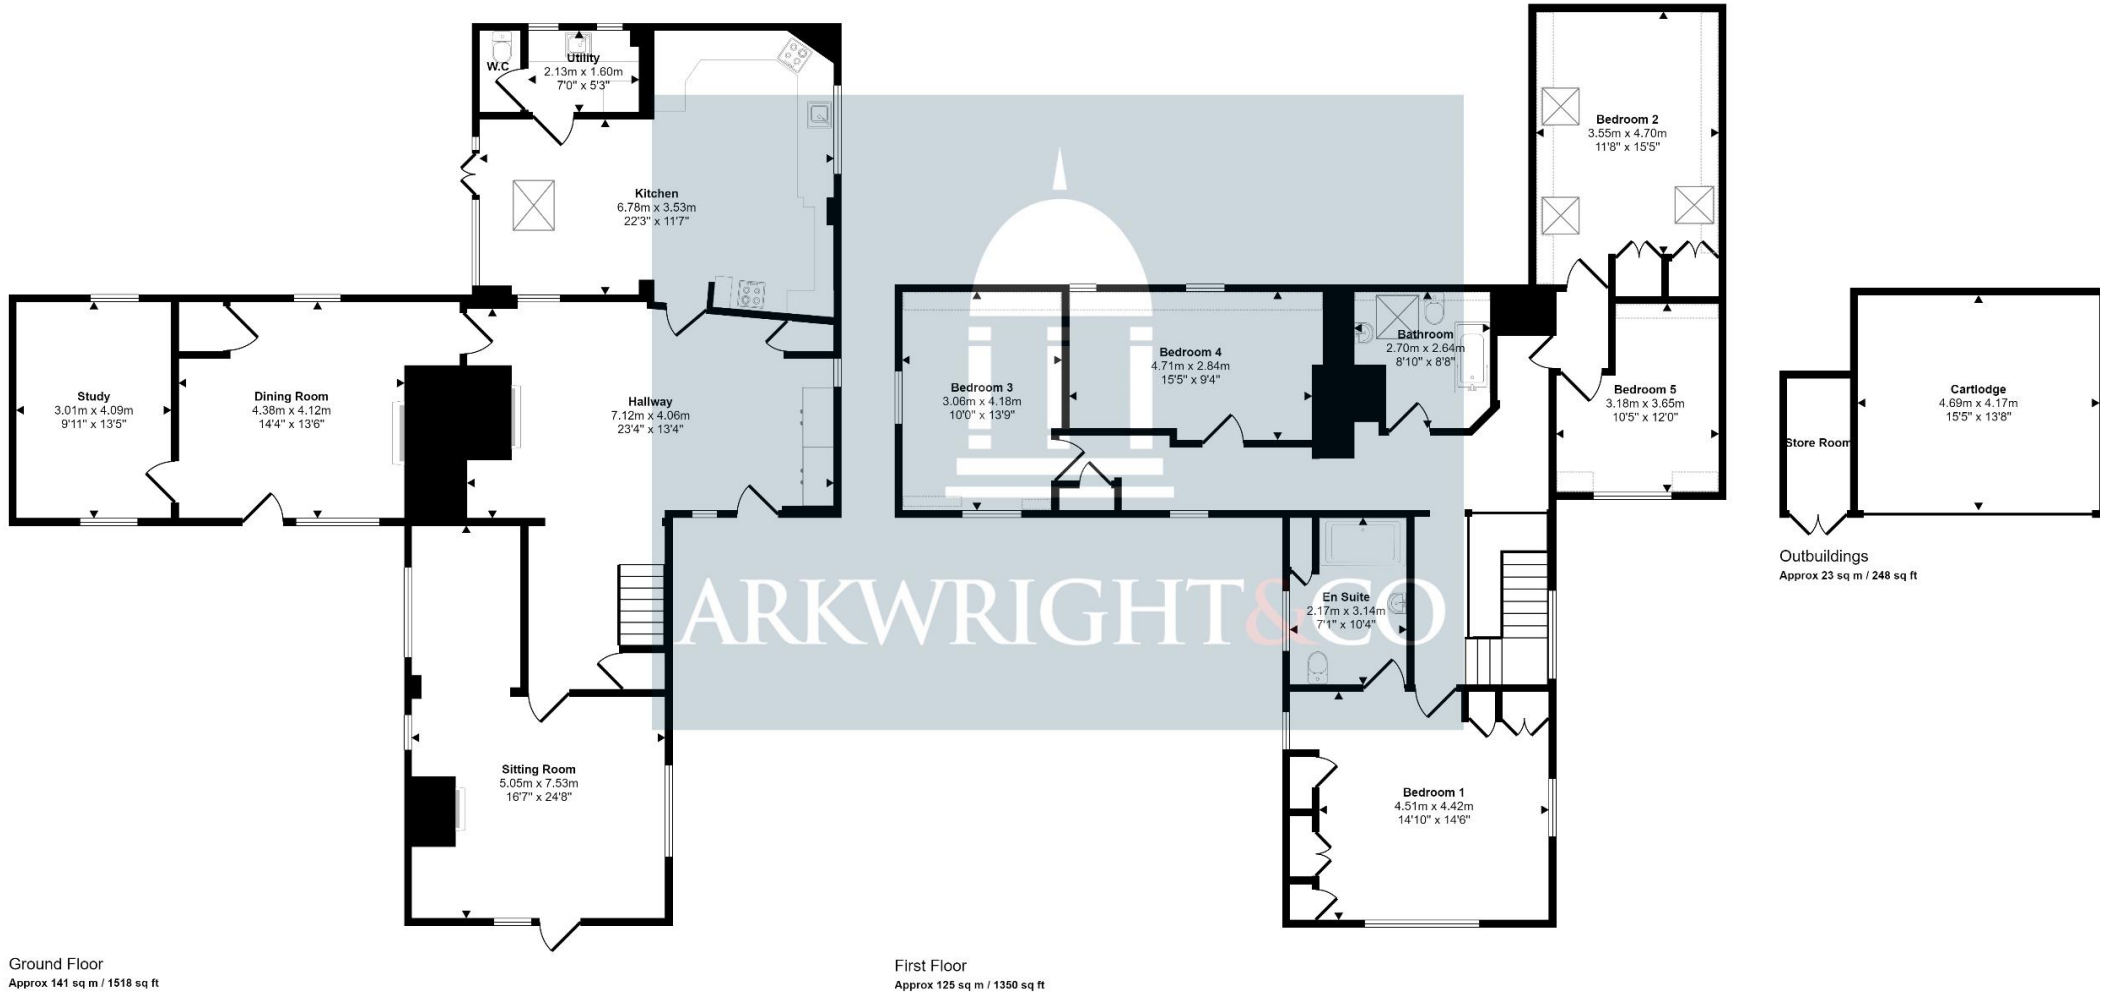 W.C
Utility
2.13m x 1.60m
7'0" x 5'3"
Kitchen
6.78m x 3.53m
22'3" x 11'7"
Study
3.01m x 4.09m
9'11" x 13'5"
Dining Room
4.38m x 4.12m
14'4" x 13'6"
Hallway
7.12m x 4.06m
23'4" x 13'4"
Sitting Room
5.05m x 7.53m
16'7" x 24'8"
Ground Floor
Approx 141 sq m / 1518 sq ft
Bedroom 2
3.55m x 4.70m
11'8" x 15'5"
Bedroom 3
3.06m x 4.18m
10'0" x 13'9"
Bedroom 4
4.71m x 2.84m
15'5" x 9'4"
Bathroom
2.70m x 2.64m
8'10" x 8'8"
Bedroom 5
3.18m x 3.65m
10'5" x 12'0"
En Suite
2.17m x 3.14m
7'1" x 10'4"
Bedroom 1
4.51m x 4.42m
14'10" x 14'6"
First Floor
Approx 125 sq m / 1350 sq ft
Store Room
Cartlodge
4.69m x 4.17m
15'5" x 13'8"
Outbuildings
Approx 23 sq m / 248 sq ft
ARKWRIGHT&CO